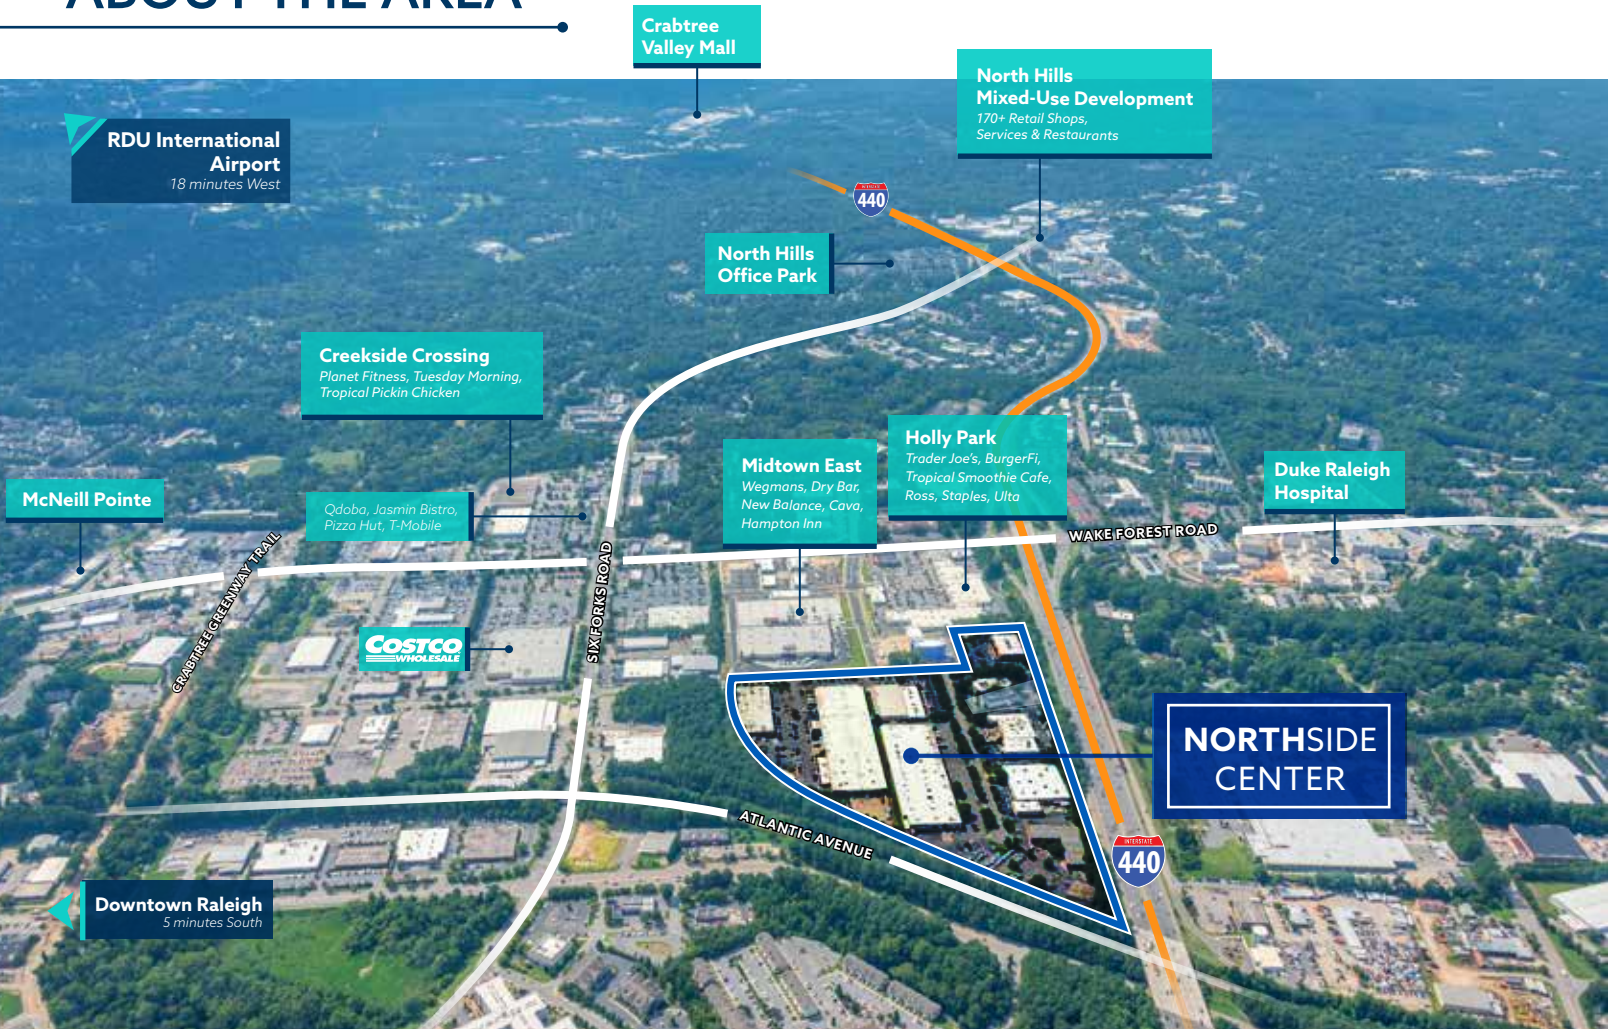 ABOUT THE AREA
Crabtree
Valley Mall
North Hills
Mixed-Use Development
170+ Retail Shops,
Services & Restaurants
RDU International
Airport
18 minutes West
INTERSTATE
440
North Hills
Office Park
Creekside Crossing
Planet Fitness, Tuesday Morning,
Tropical Pickin Chicken
Holly Park
Trader Joe's, BurgerFi,
Tropical Smoothie Cafe,
Ross, Staples, Ulta
Midtown East
Wegmans, Dry Bar,
New Balance, Cava,
Hampton Inn
Duke Raleigh
Hospital
McNeill Pointe
Qdoba, Jasmin Bistro,
Pizza Hut, T-Mobile
WAKE FOREST ROAD
CRABTREE GREENWAY TRAIL
SIX FORKS ROAD
COSTCO
WHOLESALE
NORTHSIDE
CENTER
ATLANTIC AVENUE
INTERSTATE
440
Downtown Raleigh
5 minutes South